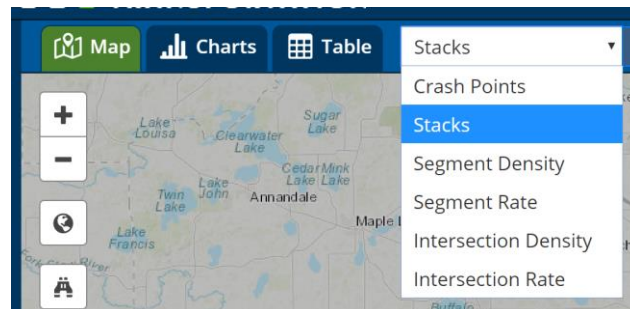 Map
Charts
Table
Stacks
Crash Points
Stacks
Segment Density
Segment Rate
Intersection Density
Intersection Rate
Lake
Louisa
Clearwater
Lake
Sugar
Lake
Cedar Mink
Lake Lake
Twin
Lake
Lake
John
Annandale
Maple
Lake
Francis
River
Buffalo